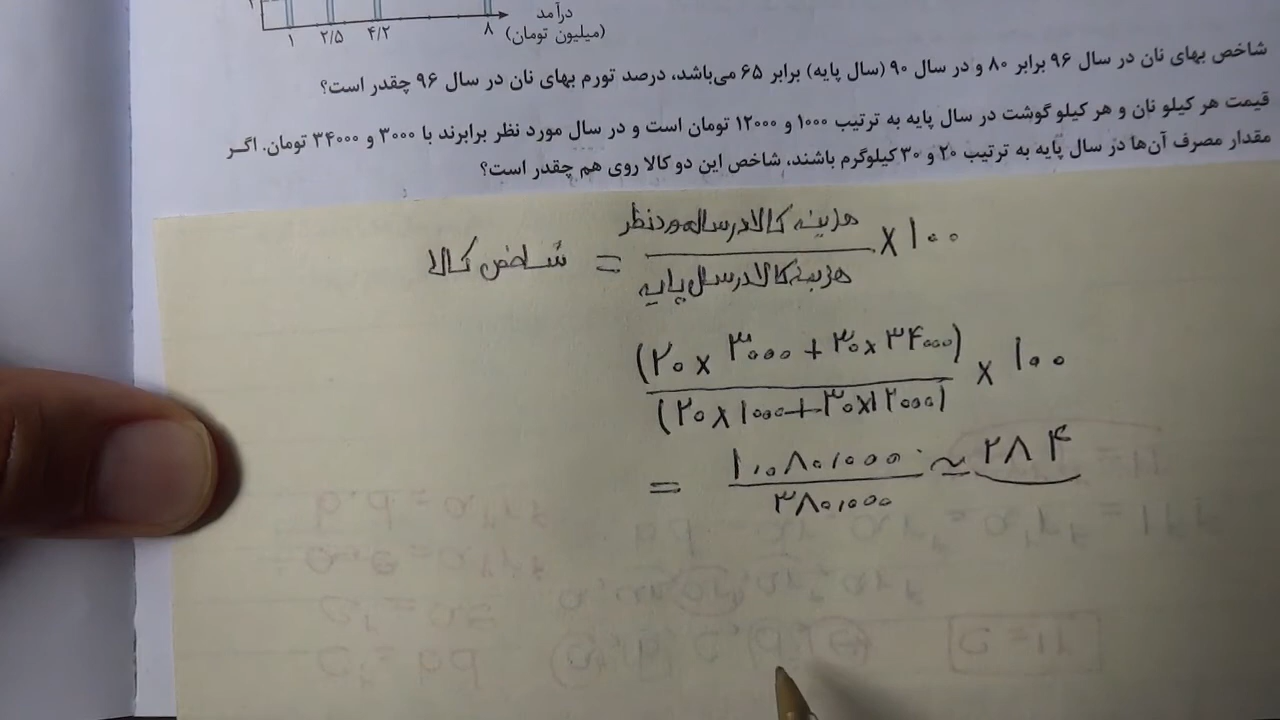 درآمد
۱ ۲/۵ ۴/۲ ۸ (میلیون تومان)
شاخص بهای نان در سال ۹۶ برابر ۸۰ و در سال ۹۰ (سال پایه) برابر ۶۵ می‌باشد، درصد تورم بهای نان در سال ۹۶ چقدر است؟
قیمت هر کیلو نان و هر کیلو گوشت در سال پایه به ترتیب ۱۰۰۰ و ۱۲۰۰۰ تومان است و در سال مورد نظر برابرند با ۳۰۰۰ و ۳۴۰۰۰ تومان. اگر
مقدار مصرف آن‌ها در سال پایه به ترتیب ۲۰ و ۳۰ کیلوگرم باشند، شاخص این دو کالا روی هم چقدر است؟
هزینه کالا در سال مورد نظر
شاخص کالا = × ۱۰۰
هزینه کالا در سال پایه
(۲۰ × ۳۰۰۰ + ۳۰ × ۳۴۰۰۰)
× ۱۰۰
(۲۰ × ۱۰۰۰ + ۳۰ × ۱۲۰۰۰)
= ۱,۰۸۰,۰۰۰ ≃ ۲۸۴
۳۸۰,۰۰۰